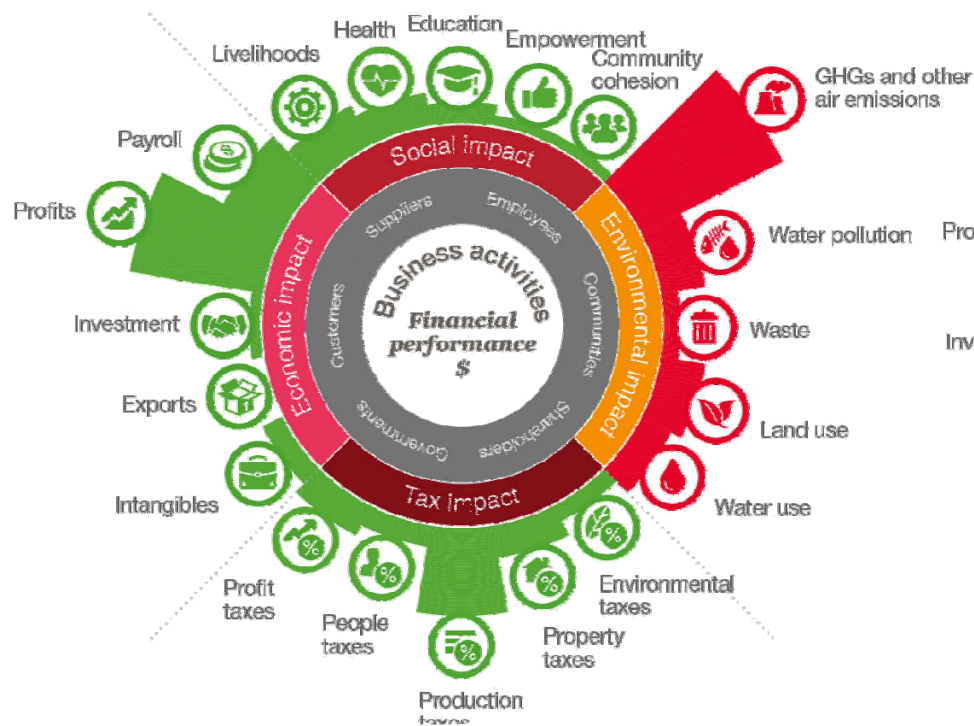 Education
Health
Empowerment
Livelihoods
Community
cohesion
GHGs and other
air emissions
Payroll
Social impact
Profits
Suppliers
Employees
Water pollution
Pro
Environmental impact
Economic impact
Business activities
Financial
performance
$
Customers
Communities
Investment
Waste
Inv
Exports
Land use
Governments
Shareholders
Intangibles
Tax impact
Water use
%
%
%
%
%
Profit
taxes
People
taxes
Environmental
taxes
Property
taxes
Production
taxes